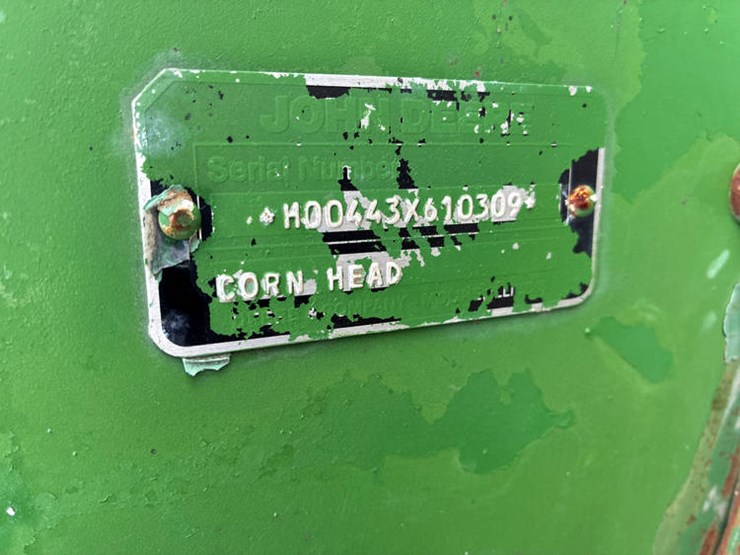 JOHN DEERE
Serial Number
*H00443X610309*
CORN HEAD